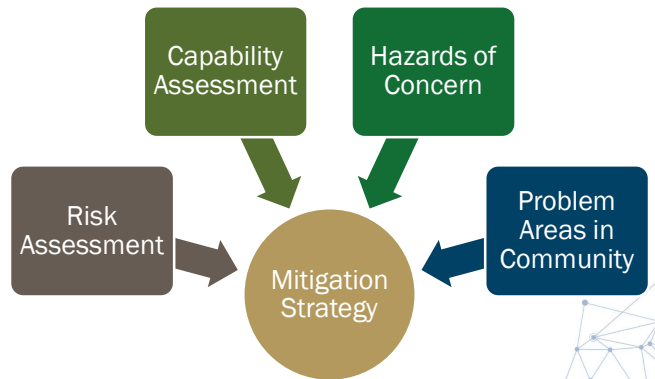 Capability
Assessment
Hazards of
Concern
Risk
Assessment
Problem
Areas in
Community
Mitigation
Strategy